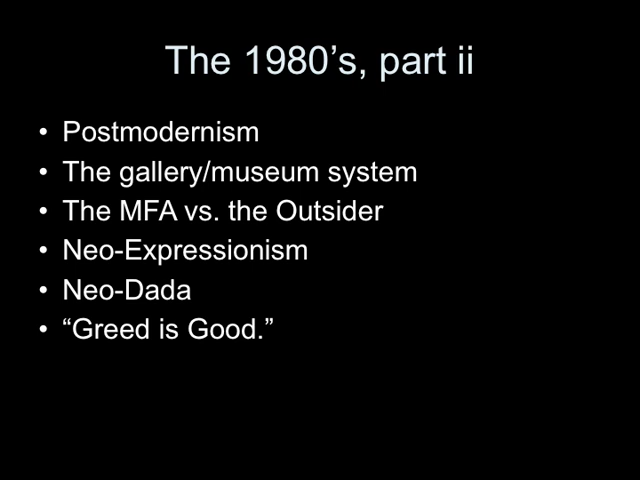 The 1980’s, part ii
• Postmodernism
• The gallery/museum system
• The MFA vs. the Outsider
• Neo-Expressionism
• Neo-Dada
• “Greed is Good.”